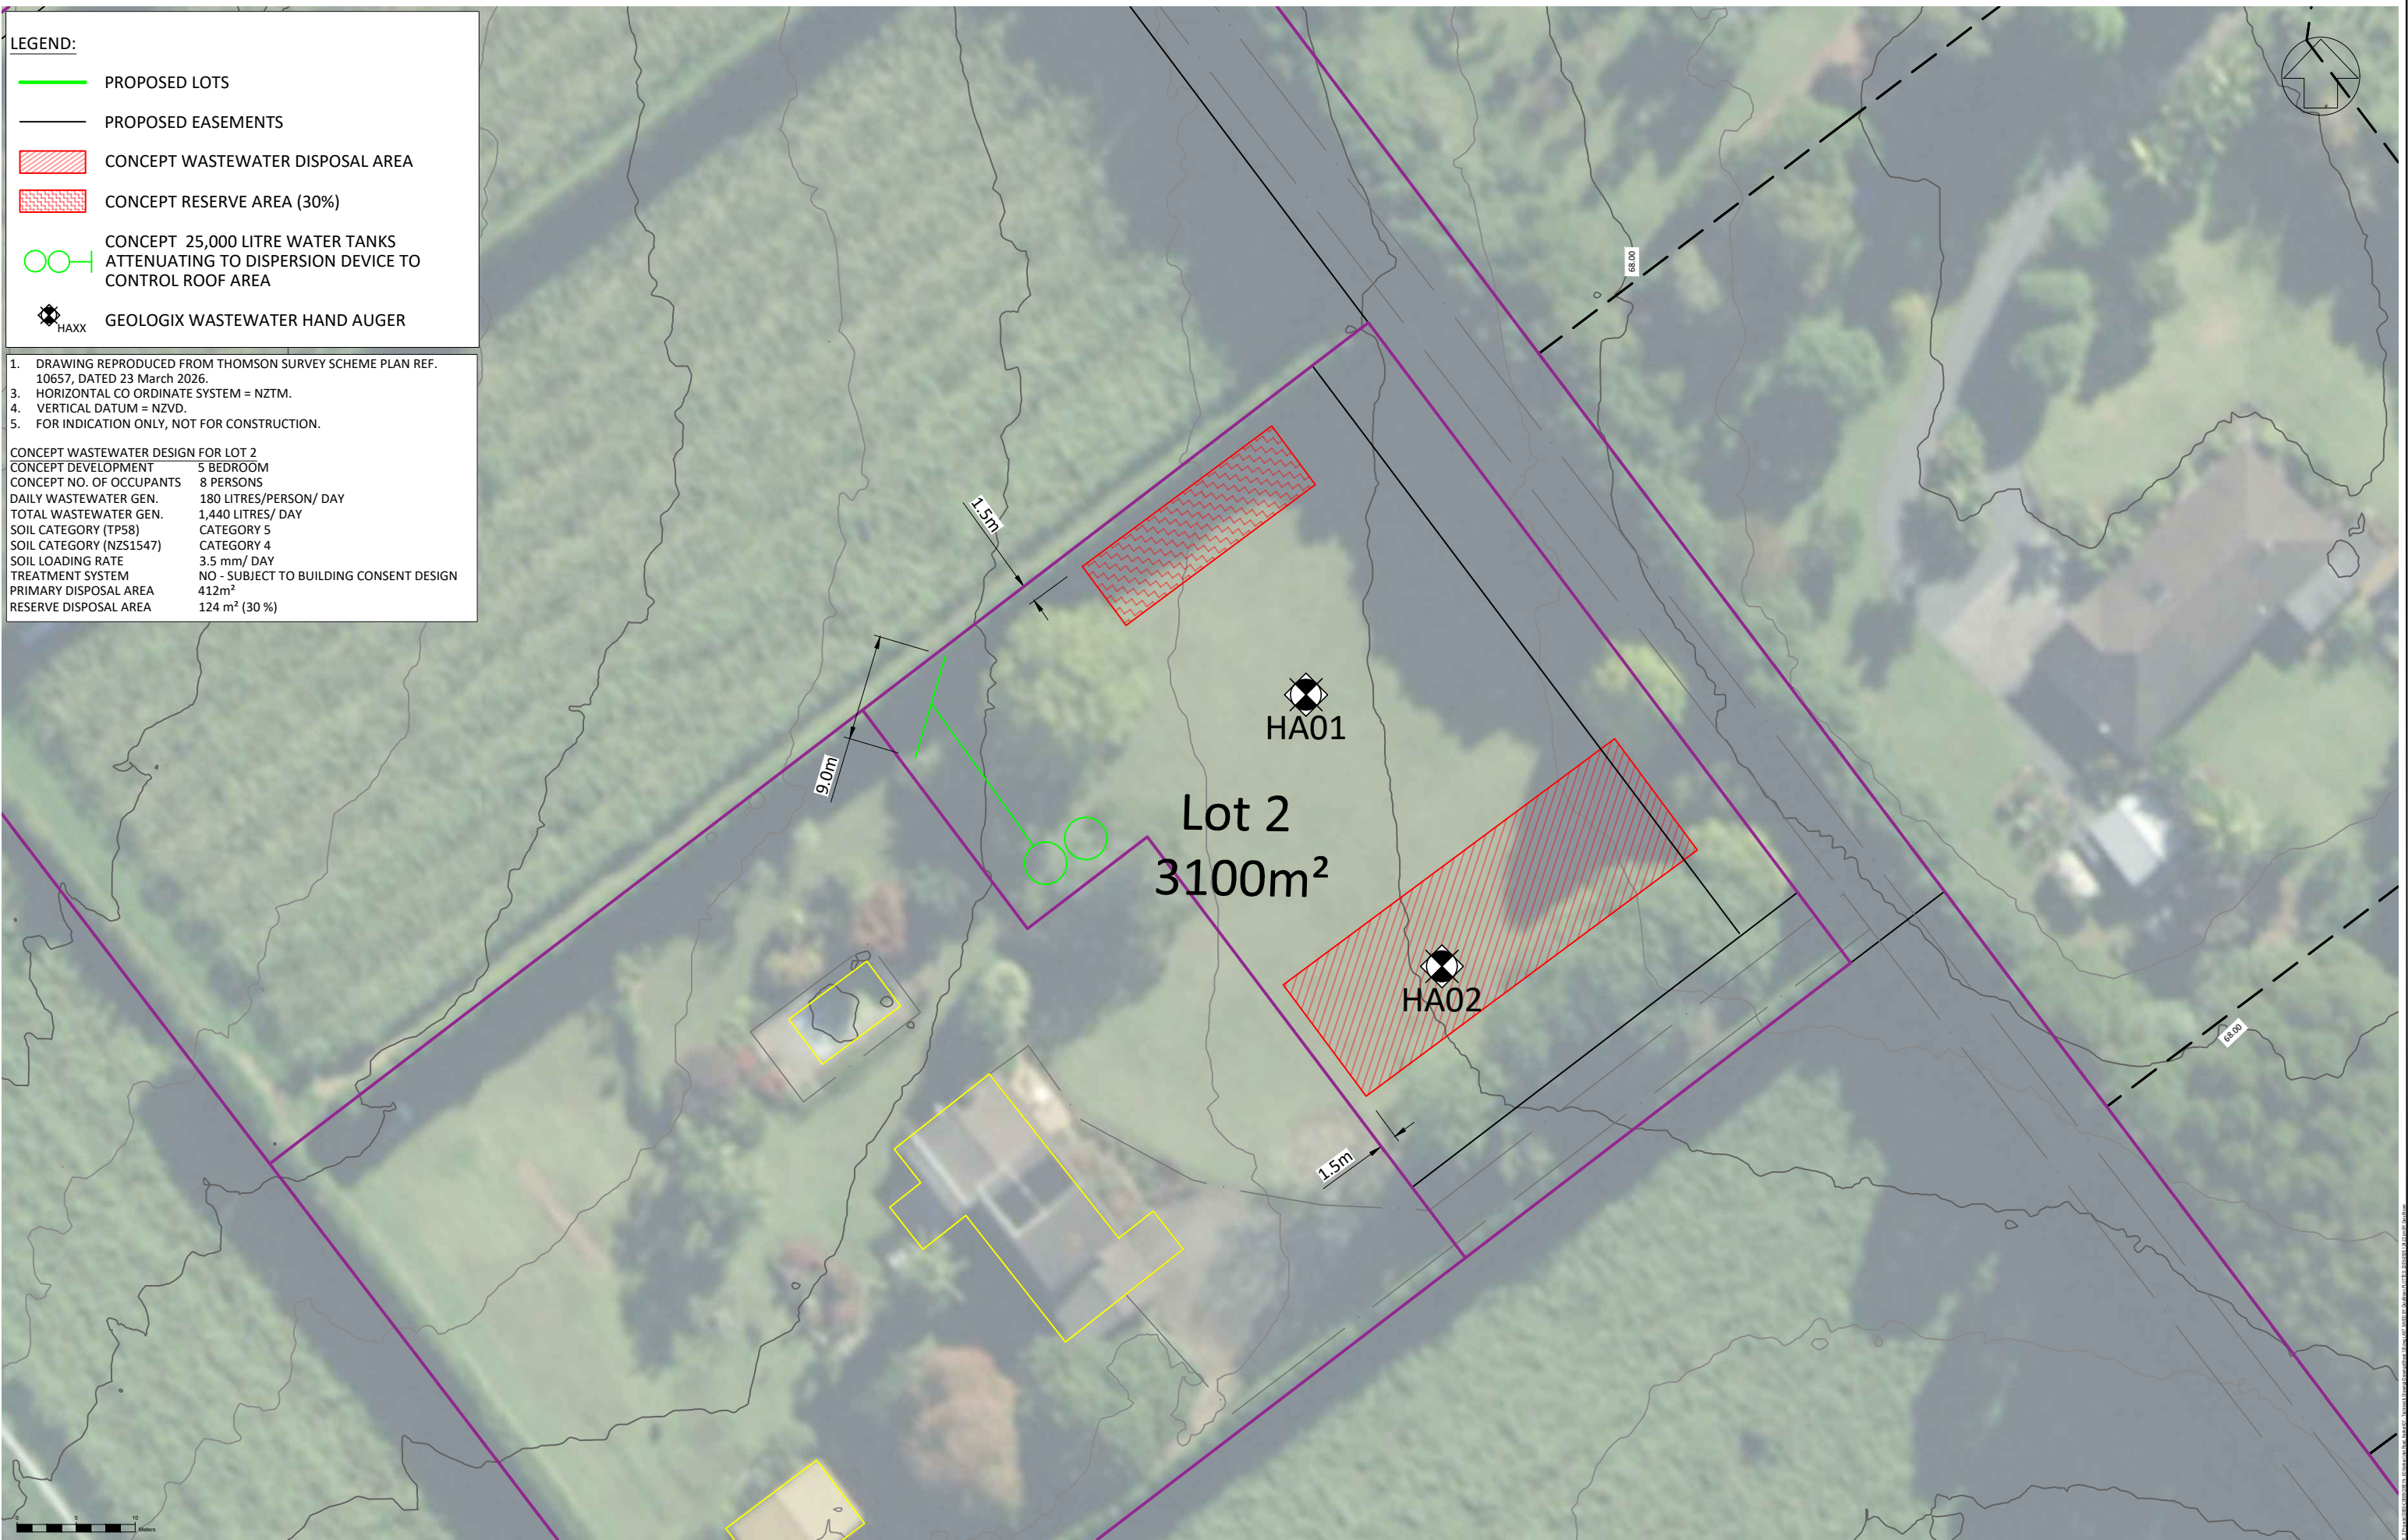 LEGEND:
PROPOSED LOTS
PROPOSED EASEMENTS
CONCEPT WASTEWATER DISPOSAL AREA
CONCEPT RESERVE AREA (30%)
CONCEPT 25,000 LITRE WATER TANKS
ATTENUATING TO DISPERSION DEVICE TO
CONTROL ROOF AREA
HAXX GEOLOGIX WASTEWATER HAND AUGER
1. DRAWING REPRODUCED FROM THOMSON SURVEY SCHEME PLAN REF.
10657, DATED 23 March 2026.
3. HORIZONTAL CO ORDINATE SYSTEM = NZTM.
4. VERTICAL DATUM = NZVD.
5. FOR INDICATION ONLY, NOT FOR CONSTRUCTION.
CONCEPT WASTEWATER DESIGN FOR LOT 2
CONCEPT DEVELOPMENT 5 BEDROOM
CONCEPT NO. OF OCCUPANTS 8 PERSONS
DAILY WASTEWATER GEN. 180 LITRES/PERSON/ DAY
TOTAL WASTEWATER GEN. 1,440 LITRES/ DAY
SOIL CATEGORY (TP58) CATEGORY 5
SOIL CATEGORY (NZS1547) CATEGORY 4
SOIL LOADING RATE 3.5 mm/ DAY
TREATMENT SYSTEM NO - SUBJECT TO BUILDING CONSENT DESIGN
PRIMARY DISPOSAL AREA 412m²
RESERVE DISPOSAL AREA 124 m² (30 %)
68.00
1.5m
HA01
9.0m
Lot 2
3100m²
HA02
68.00
1.5m
0 5 10
Meters